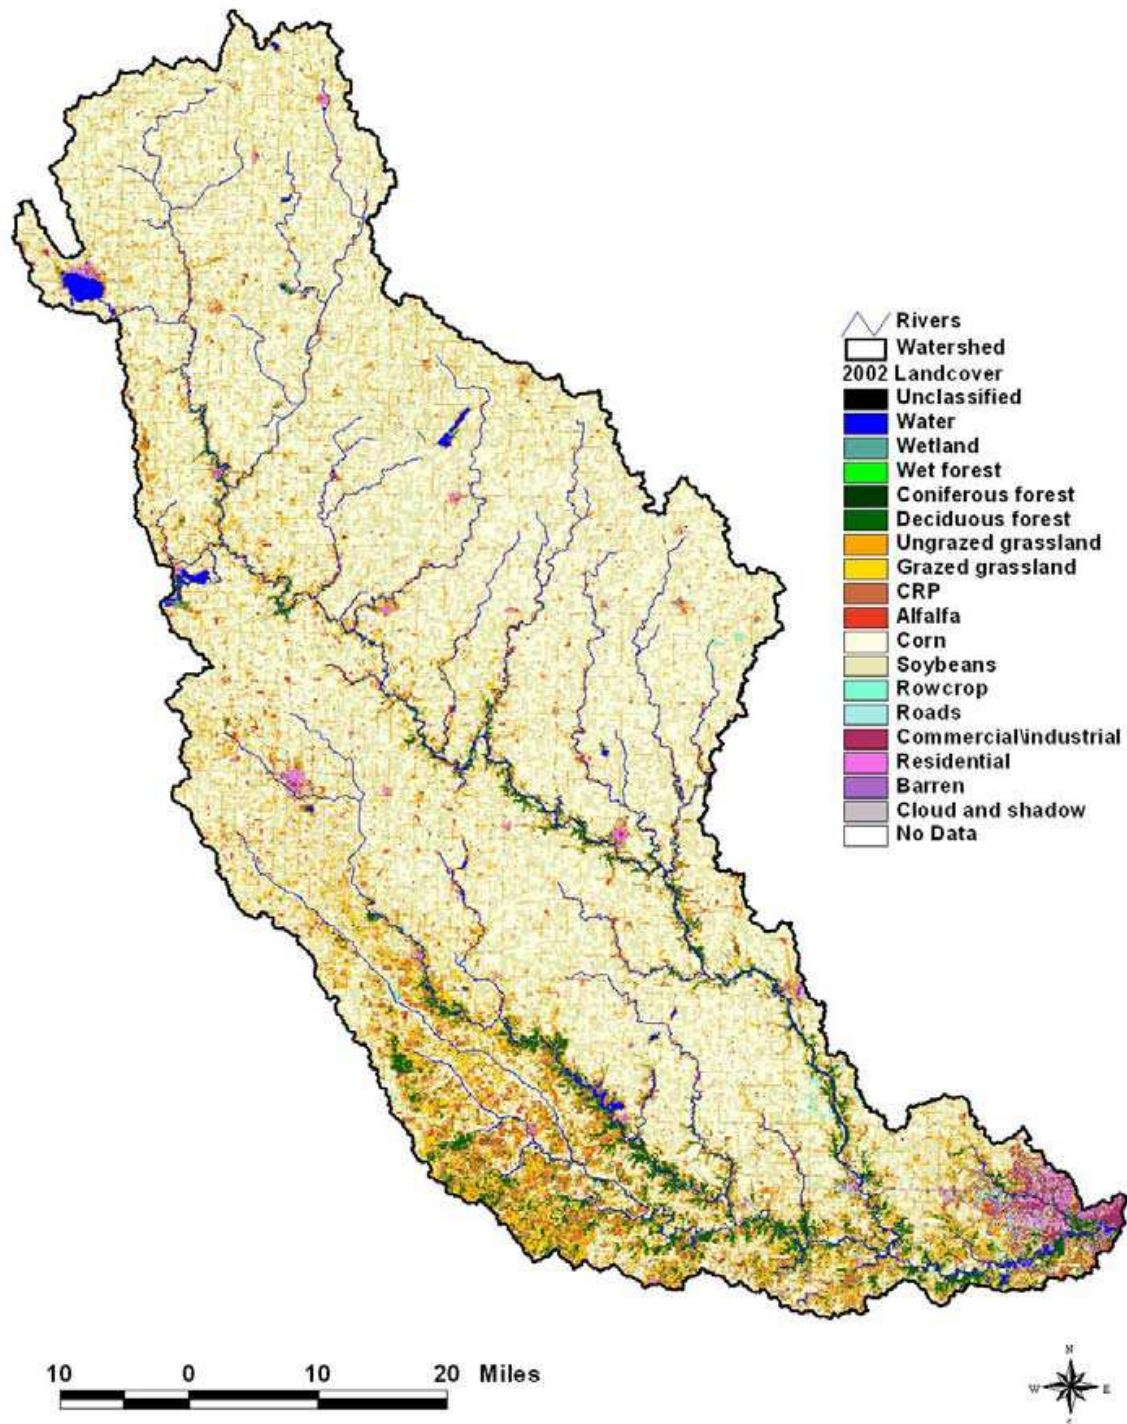 Rivers
Watershed
2002 Landcover
Unclassified
Water
Wetland
Wet forest
Coniferous forest
Deciduous forest
Ungrazed grassland
Grazed grassland
CRP
Alfalfa
Corn
Soybeans
Rowcrop
Roads
Commercial\industrial
Residential
Barren
Cloud and shadow
No Data
10 0 10 20 Miles
N
W E
S